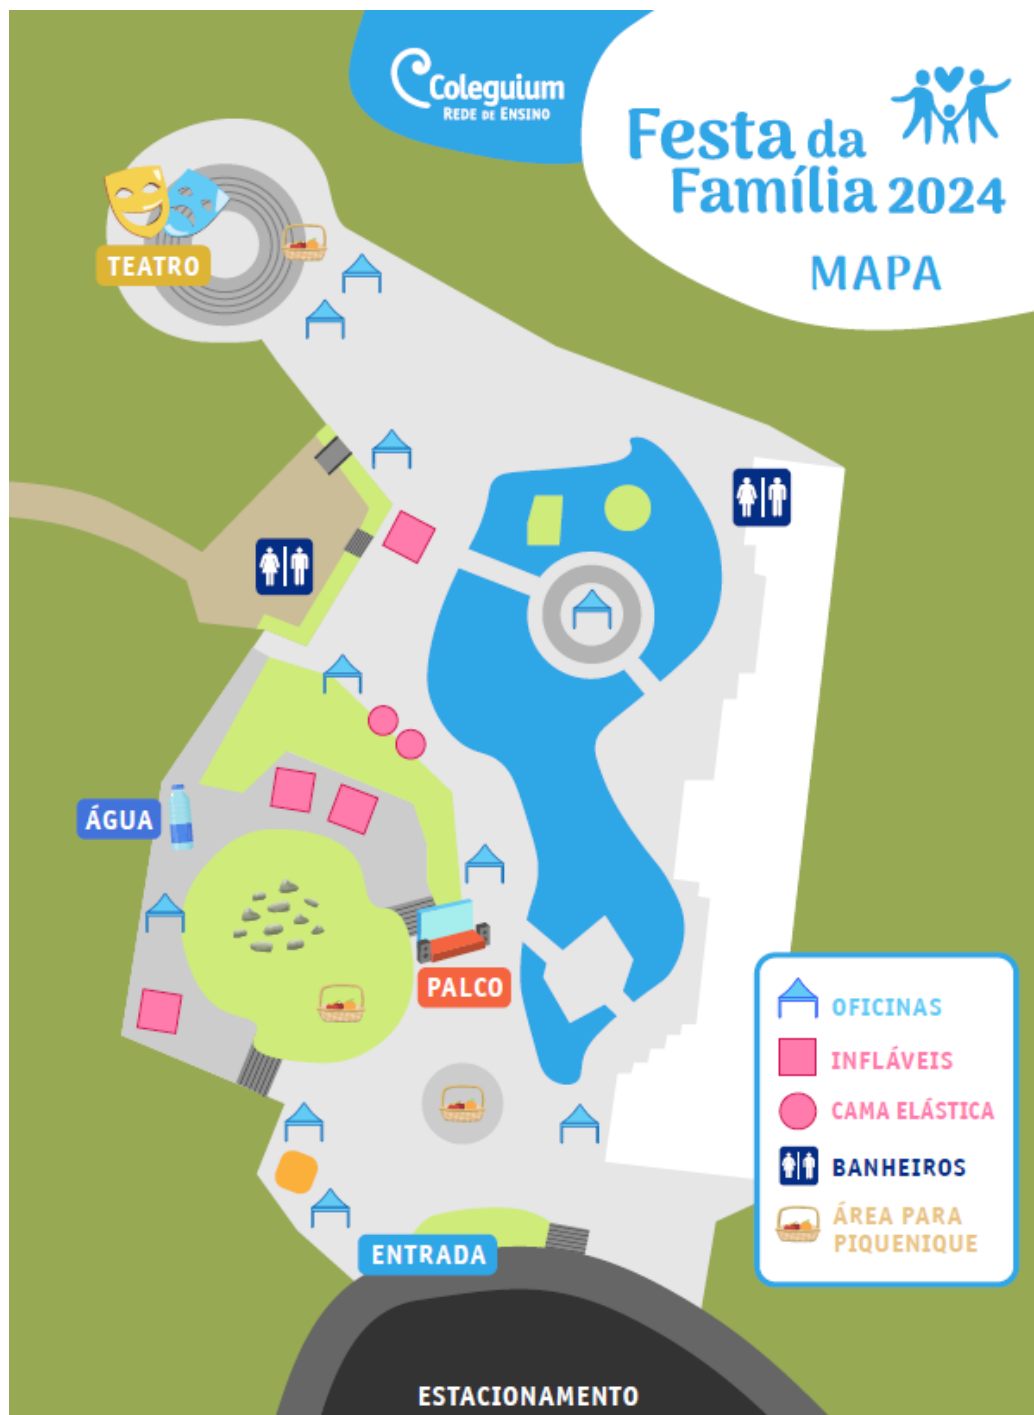 Coleguium
REDE DE ENSINO
Festa da
Família 2024
MAPA
TEATRO
ÁGUA
PALCO
OFICINAS
INFLÁVEIS
CAMA ELÁSTICA
BANHEIROS
ÁREA PARA
PIQUENIQUE
ENTRADA
ESTACIONAMENTO